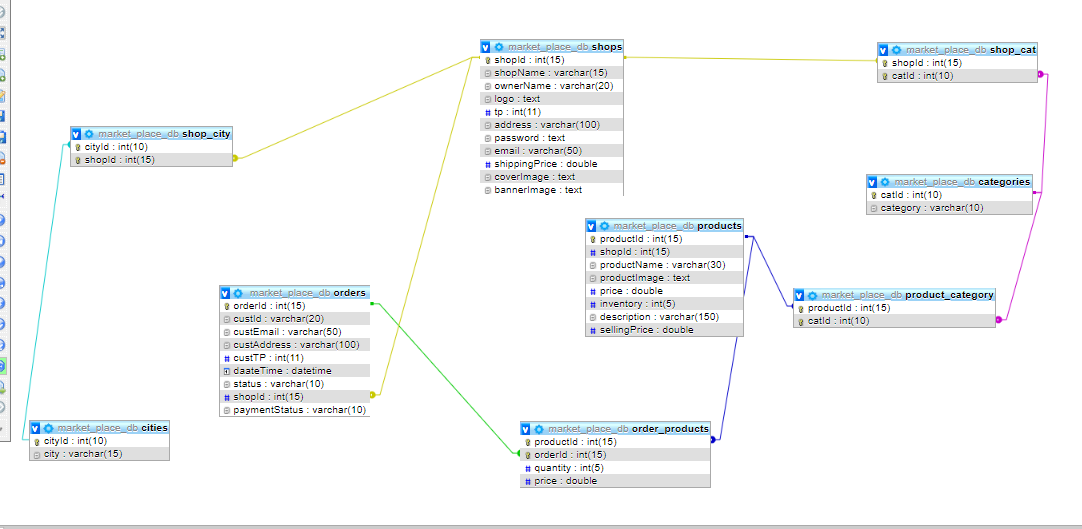 market_place_db shops
shopId : int(15)
shopName : varchar(15)
ownerName : varchar(20)
logo : text
tp : int(11)
address : varchar(100)
password : text
email : varchar(50)
shippingPrice : double
coverImage : text
bannerImage : text
market_place_db shop_cat
shopId : int(15)
catId : int(10)
market_place_db shop_city
cityId : int(10)
shopId : int(15)
market_place_db categories
catId : int(10)
category : varchar(10)
market_place_db products
productId : int(15)
shopId : int(15)
productName : varchar(30)
productImage : text
price : double
inventory : int(5)
description : varchar(150)
sellingPrice : double
market_place_db orders
orderId : int(15)
custId : varchar(20)
custEmail : varchar(50)
custAddress : varchar(100)
custTP : int(11)
daateTime : datetime
status : varchar(10)
shopId : int(15)
paymentStatus : varchar(10)
market_place_db product_category
productId : int(15)
catId : int(10)
market_place_db cities
cityId : int(10)
city : varchar(15)
market_place_db order_products
productId : int(15)
orderId : int(15)
quantity : int(5)
price : double